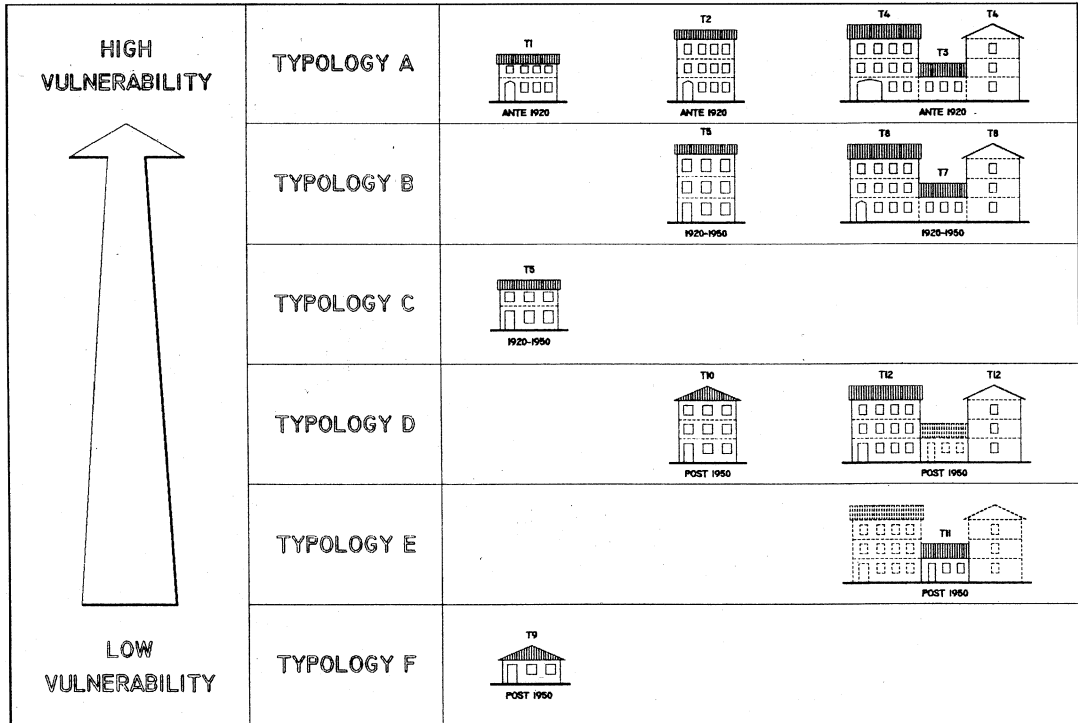 HIGH
VULNERABILITY
TYPOLOGY A
T1
ANTE 1920
T2
ANTE 1920
T4 T3 T4
ANTE 1920
TYPOLOGY B
1920-1950
T8 T7 T8
1920-1950
TYPOLOGY C
T5
1920-1950
TYPOLOGY D
T10
POST 1950
T12 T12
POST 1950
TYPOLOGY E
T11
POST 1950
LOW
VULNERABILITY
TYPOLOGY F
T9
POST 1950